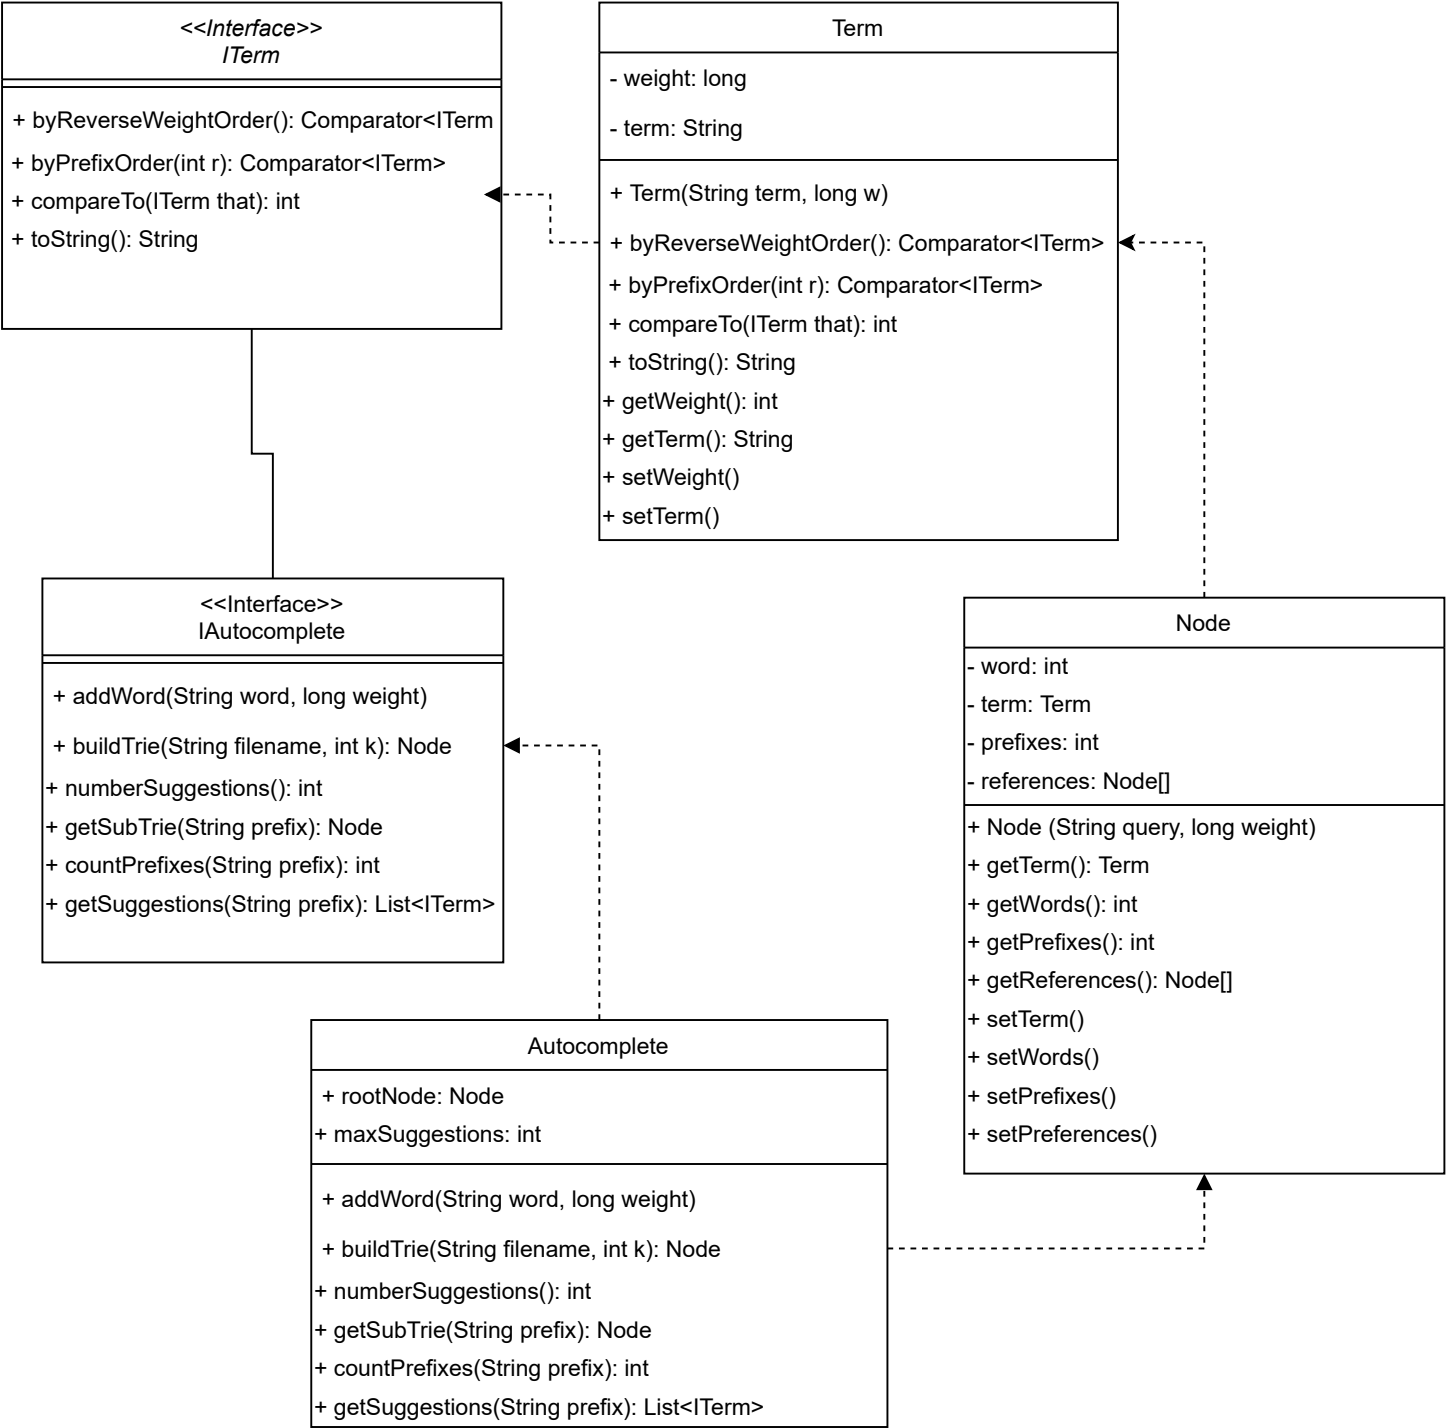 <<Interface>>
ITerm
+ byReverseWeightOrder(): Comparator<ITerm
+ byPrefixOrder(int r): Comparator<ITerm>
+ compareTo(ITerm that): int
+ toString(): String
Term
- weight: long
- term: String
+ Term(String term, long w)
+ byReverseWeightOrder(): Comparator<ITerm>
+ byPrefixOrder(int r): Comparator<ITerm>
+ compareTo(ITerm that): int
+ toString(): String
+ getWeight(): int
+ getTerm(): String
+ setWeight()
+ setTerm()
<<Interface>>
IAutocomplete
+ addWord(String word, long weight)
+ buildTrie(String filename, int k): Node
+ numberSuggestions(): int
+ getSubTrie(String prefix): Node
+ countPrefixes(String prefix): int
+ getSuggestions(String prefix): List<ITerm>
Node
- word: int
- term: Term
- prefixes: int
- references: Node[]
+ Node (String query, long weight)
+ getTerm(): Term
+ getWords(): int
+ getPrefixes(): int
+ getReferences(): Node[]
+ setTerm()
+ setWords()
+ setPrefixes()
+ setPreferences()
Autocomplete
+ rootNode: Node
+ maxSuggestions: int
+ addWord(String word, long weight)
+ buildTrie(String filename, int k): Node
+ numberSuggestions(): int
+ getSubTrie(String prefix): Node
+ countPrefixes(String prefix): int
+ getSuggestions(String prefix): List<ITerm>